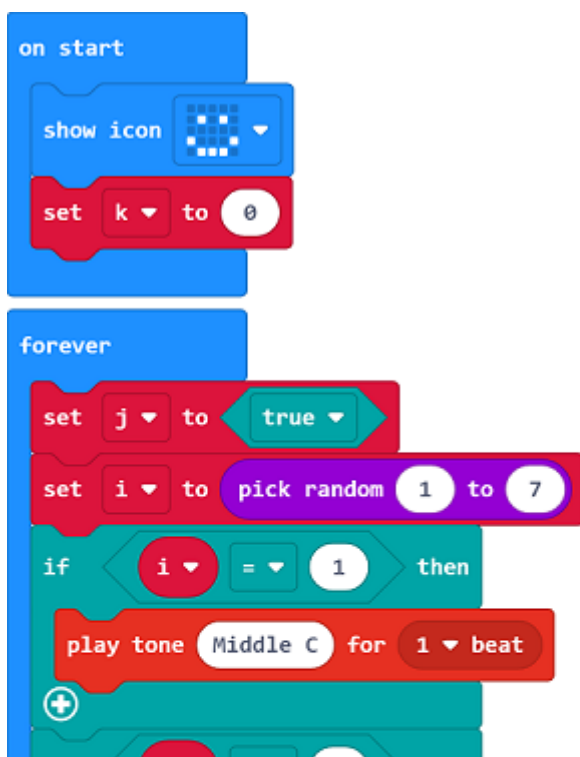 on start
show icon
set k to 0
forever
set j to true
set i to pick random 1 to 7
if i = 1 then
play tone Middle C for 1 beat